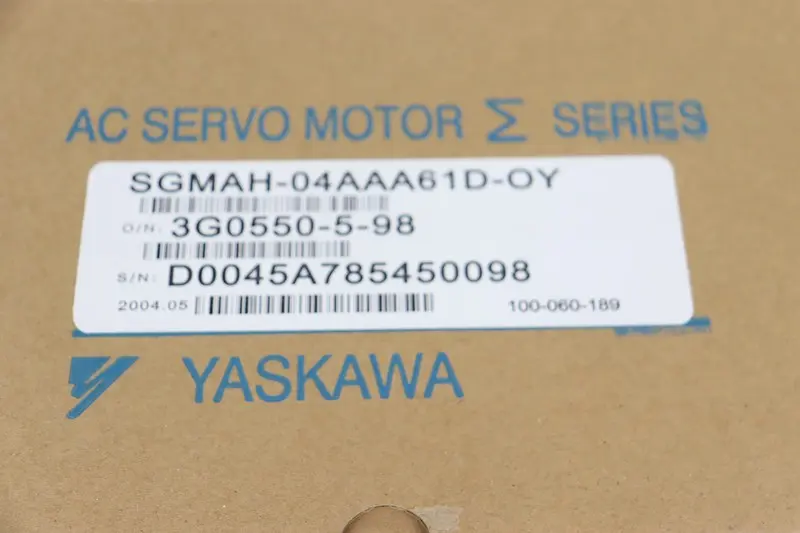 AC SERVO MOTOR Σ SERIES
SGMAH-04AAA61D-OY
O/N: 3G0550-5-98
S/N: D0045A785450098
2004.05 100-060-189
YASKAWA